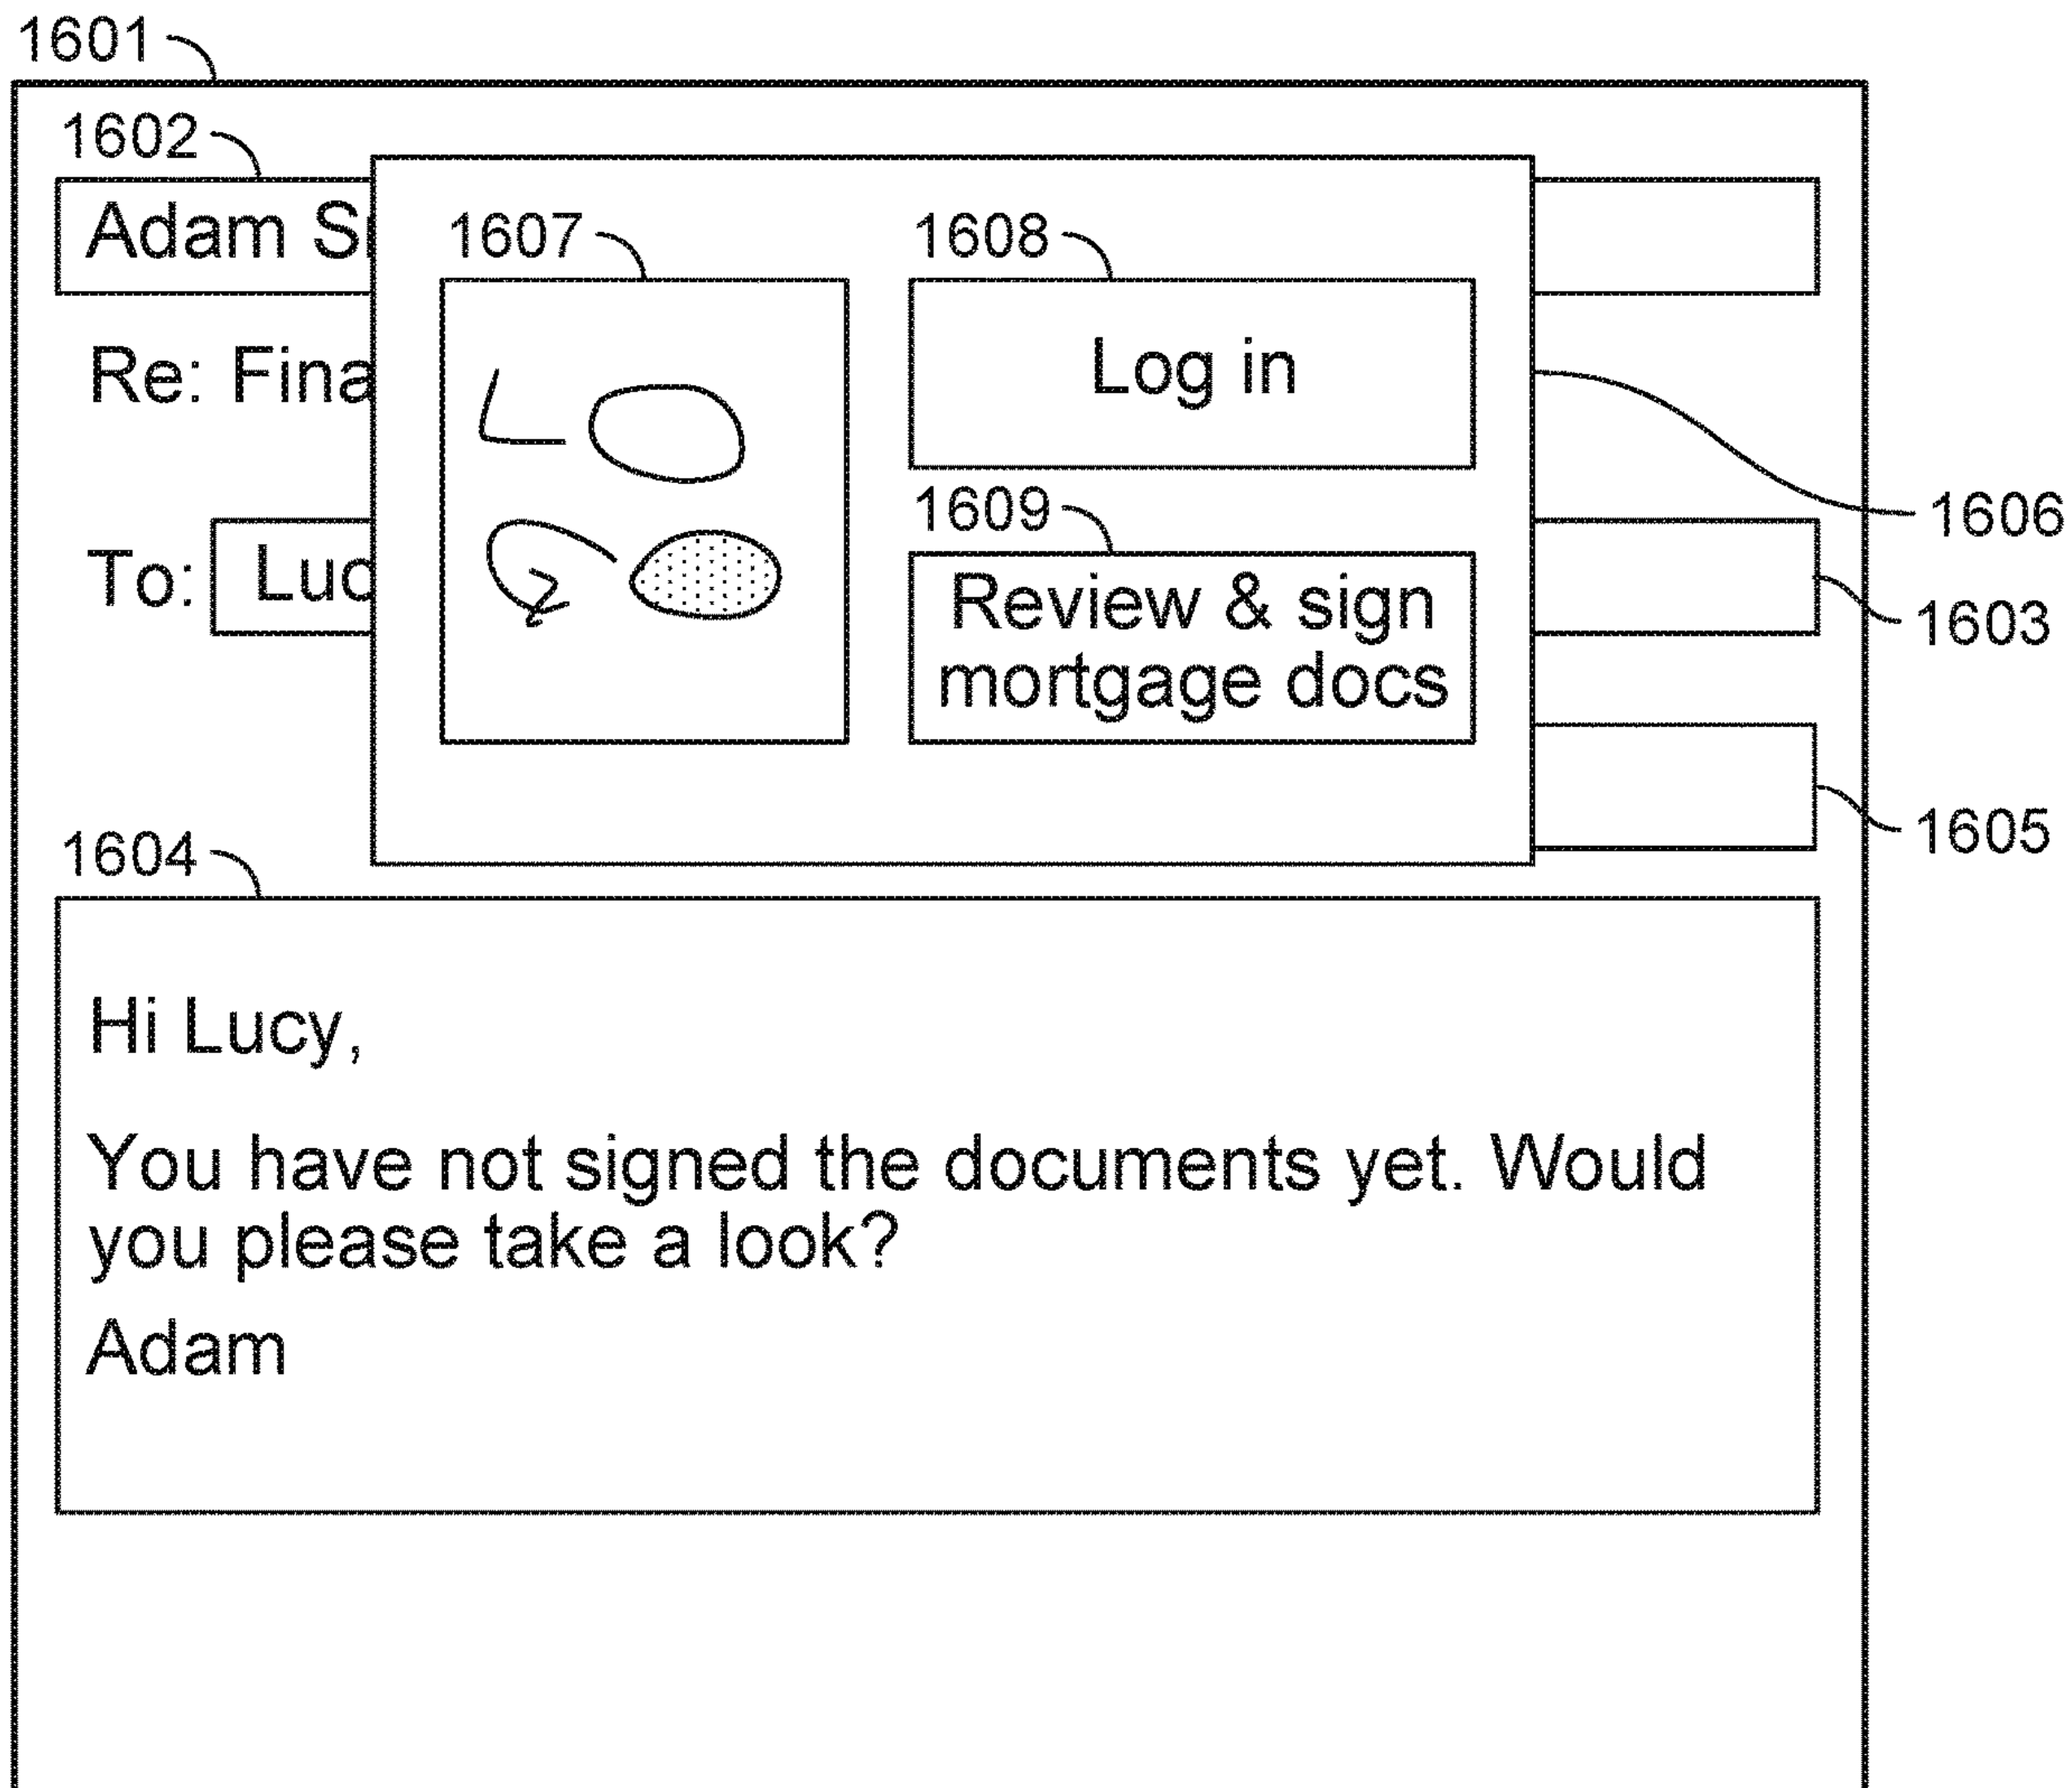 1601
1602
Adam S
1607
1608
Log in
Re: Fina
1606
1609
Review & sign
mortgage docs
To: Luc
1603
1605
1604
Hi Lucy,
You have not signed the documents yet. Would
you please take a look?
Adam